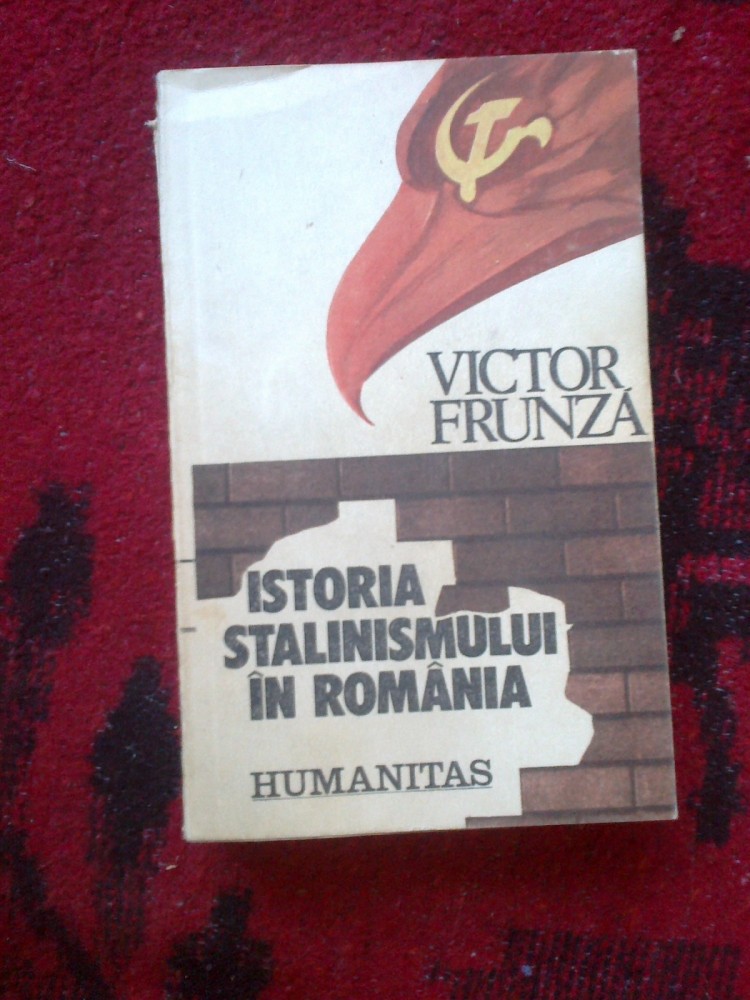 VICTOR
FRUNZĂ
ISTORIA
STALINISMULUI
ÎN ROMÂNIA
HUMANITAS